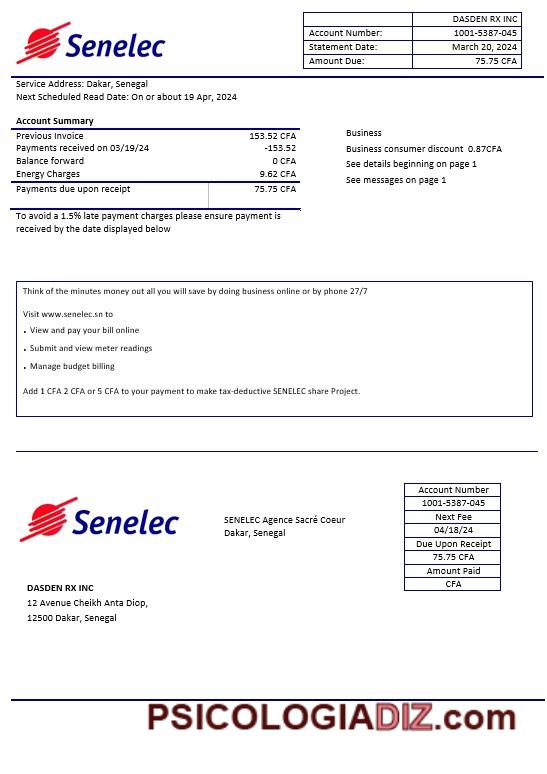 Senelec
DASDEN RX INC
Account Number: 1001-5387-045
Statement Date: March 20, 2024
Amount Due: 75.75 CFA
Service Address: Dakar, Senegal
Next Scheduled Read Date: On or about 19 Apr, 2024
Account Summary
Previous Invoice 153.52 CFA
Payments received on 03/19/24 -153.52
Balance forward 0 CFA
Energy Charges 9.62 CFA
Payments due upon receipt 75.75 CFA
Business
Business consumer discount 0.87CFA
See details beginning on page 1
See messages on page 1
To avoid a 1.5% late payment charges please ensure payment is
received by the date displayed below
Think of the minutes money out all you will save by doing business online or by phone 27/7
Visit www.senelec.sn to
• View and pay your bill online
• Submit and view meter readings
• Manage budget billing
Add 1 CFA 2 CFA or 5 CFA to your payment to make tax-deductive SENELEC share Project.
Senelec
SENELEC Agence Sacré Coeur
Dakar, Senegal
Account Number
1001-5387-045
Next Fee
04/18/24
Due Upon Receipt
75.75 CFA
Amount Paid
CFA
DASDEN RX INC
12 Avenue Cheikh Anta Diop,
12500 Dakar, Senegal
PSICOLOGIADIZ.com